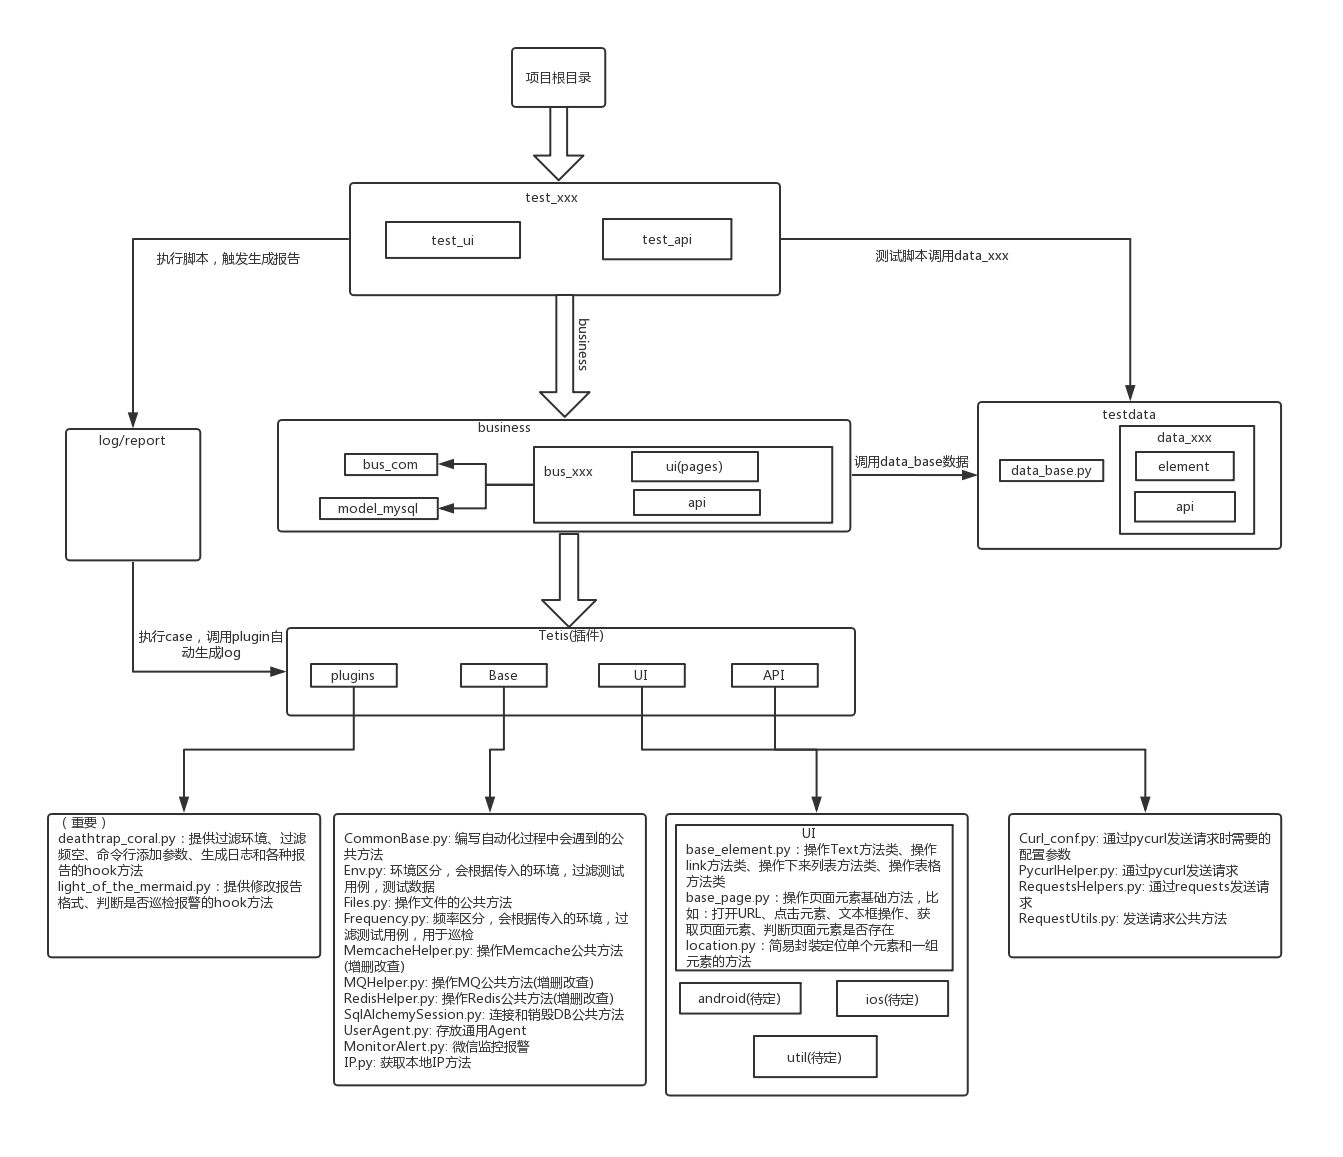 项目根目录
test_xxx
test_ui
test_api
执行脚本，触发生成报告
测试脚本调用data_xxx
business
log/report
business
bus_com
model_mysql
bus_xxx
ui(pages)
api
调用data_base数据
testdata
data_base.py
data_xxx
element
api
执行case，调用plugin自
动生成log
Tetis(插件)
plugins
Base
UI
API
（重要）
deathtrap_coral.py：提供过滤环境、过滤
频空、命令行添加参数、生成日志和各种报
告的hook方法
light_of_the_mermaid.py：提供修改报告
格式、判断是否巡检报警的hook方法
CommonBase.py: 编写自动化过程中会遇到的公
共方法
Env.py: 环境区分，会根据传入的环境，过滤测试
用例，测试数据
Files.py: 操作文件的公共方法
Frequency.py: 频率区分，会根据传入的环境，过
滤测试用例，用于巡检
MemcacheHelper.py: 操作Memcache公共方法
(增删改查)
MQHelper.py: 操作MQ公共方法(增删改查)
RedisHelper.py: 操作Redis公共方法(增删改查)
SqlAlchemySession.py: 连接和销毁DB公共方法
UserAgent.py: 存放通用Agent
MonitorAlert.py: 微信监控报警
IP.py: 获取本地IP方法
UI
base_element.py：操作Text方法类、操作
link方法类、操作下来列表方法类、操作表格
方法类
base_page.py：操作页面元素基础方法，比
如：打开URL、点击元素、文本框操作、获
取页面元素、判断页面元素是否存在
location.py：简易封装定位单个元素和一组
元素的方法
android(待定)
ios(待定)
util(待定)
Curl_conf.py: 通过pycurl发送请求时需要的
配置参数
PycurlHelper.py: 通过pycurl发送请求
RequestsHelpers.py: 通过requests发送请
求
RequestUtils.py: 发送请求公共方法